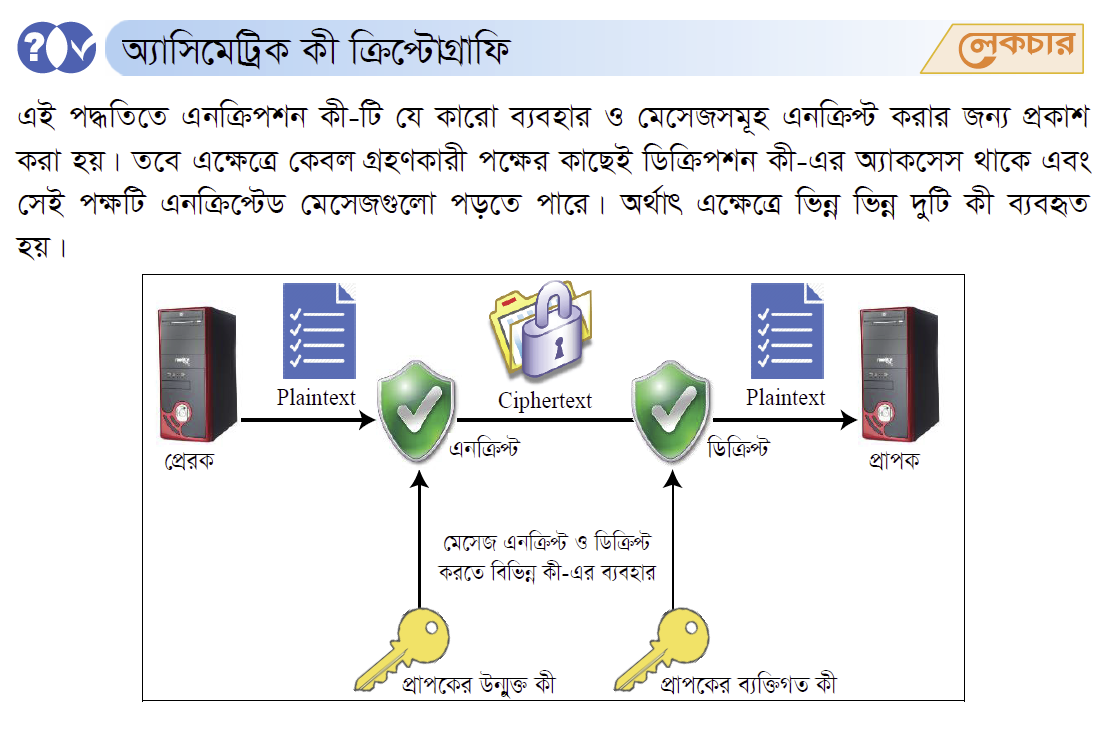 অ্যাসিমেট্রিক কী ক্রিপ্টোগ্রাফি
লেকচার
এই পদ্ধতিতে এনক্রিপশন কী-টি যে কারো ব্যবহার ও মেসেজসমূহ এনক্রিপ্ট করার জন্য প্রকাশ
করা হয়। তবে এক্ষেত্রে কেবল গ্রহণকারী পক্ষের কাছেই ডিক্রিপশন কী-এর অ্যাকসেস থাকে এবং
সেই পক্ষটি এনক্রিপ্টেড মেসেজগুলো পড়তে পারে। অর্থাৎ এক্ষেত্রে ভিন্ন ভিন্ন দুটি কী ব্যবহৃত
হয়।
Plaintext
Ciphertext
Plaintext
প্রেরক
এনক্রিপ্ট
ডিক্রিপ্ট
প্রাপক
মেসেজ এনক্রিপ্ট ও ডিক্রিপ্ট
করতে বিভিন্ন কী-এর ব্যবহার
প্রাপকের উন্মুক্ত কী
প্রাপকের ব্যক্তিগত কী